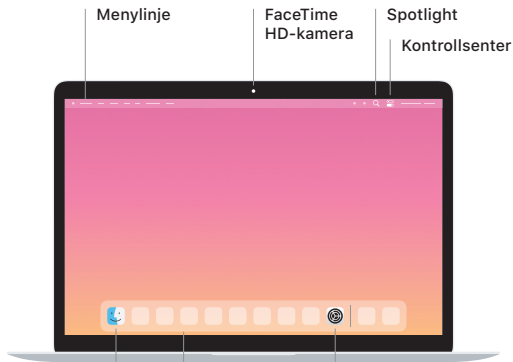 Menylinje
FaceTime
HD-kamera
Spotlight
Kontrollsenter